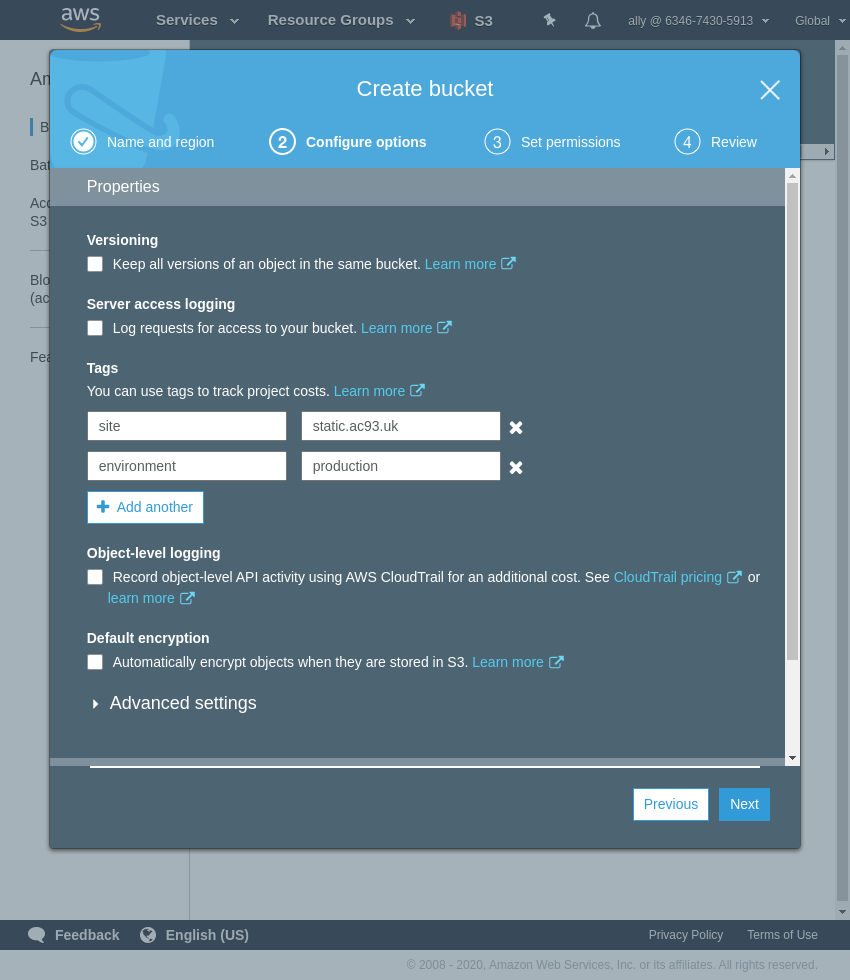 aws Services Resource Groups S3 ally @ 6346-7430-5913 Global
Create bucket
Name and region 2 Configure options 3 Set permissions 4 Review
Properties
Versioning
Keep all versions of an object in the same bucket. Learn more
Server access logging
Log requests for access to your bucket. Learn more
Tags
You can use tags to track project costs. Learn more
site static.ac93.uk
environment production
Add another
Object-level logging
Record object-level API activity using AWS CloudTrail for an additional cost. See CloudTrail pricing or
learn more
Default encryption
Automatically encrypt objects when they are stored in S3. Learn more
Advanced settings
Previous Next
S3
Feedback English (US) Privacy Policy Terms of Use
© 2008 - 2020, Amazon Web Services, Inc. or its affiliates. All rights reserved.